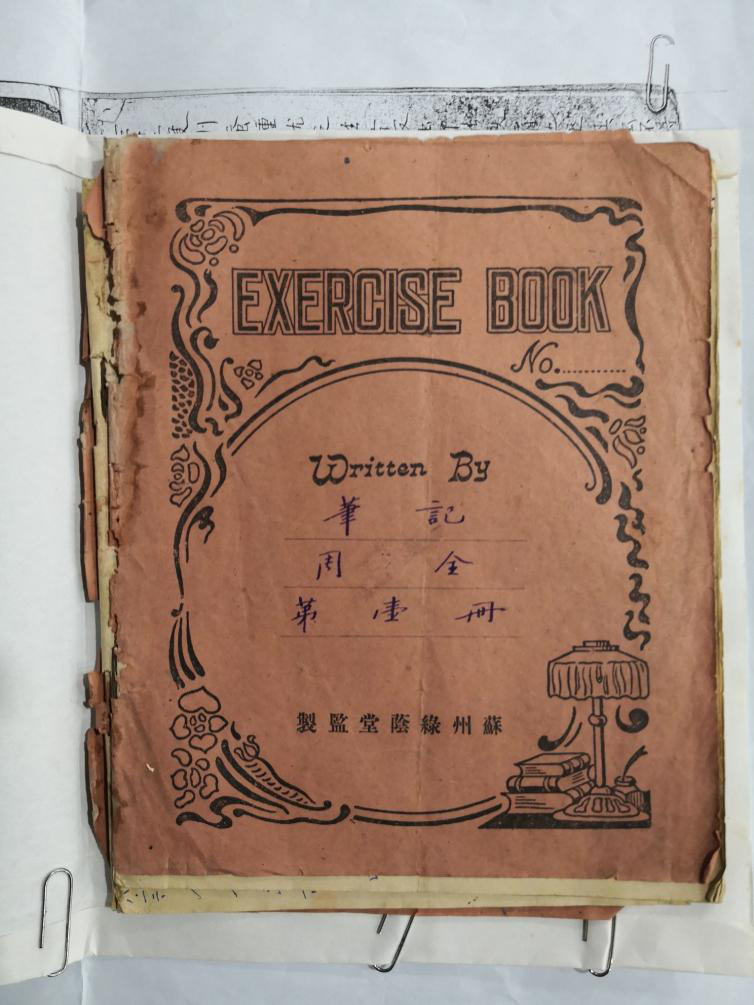 EXERCISE BOOK
No...........
Written By
筆記
周全
第壹冊
蘇州綠蔭堂監製